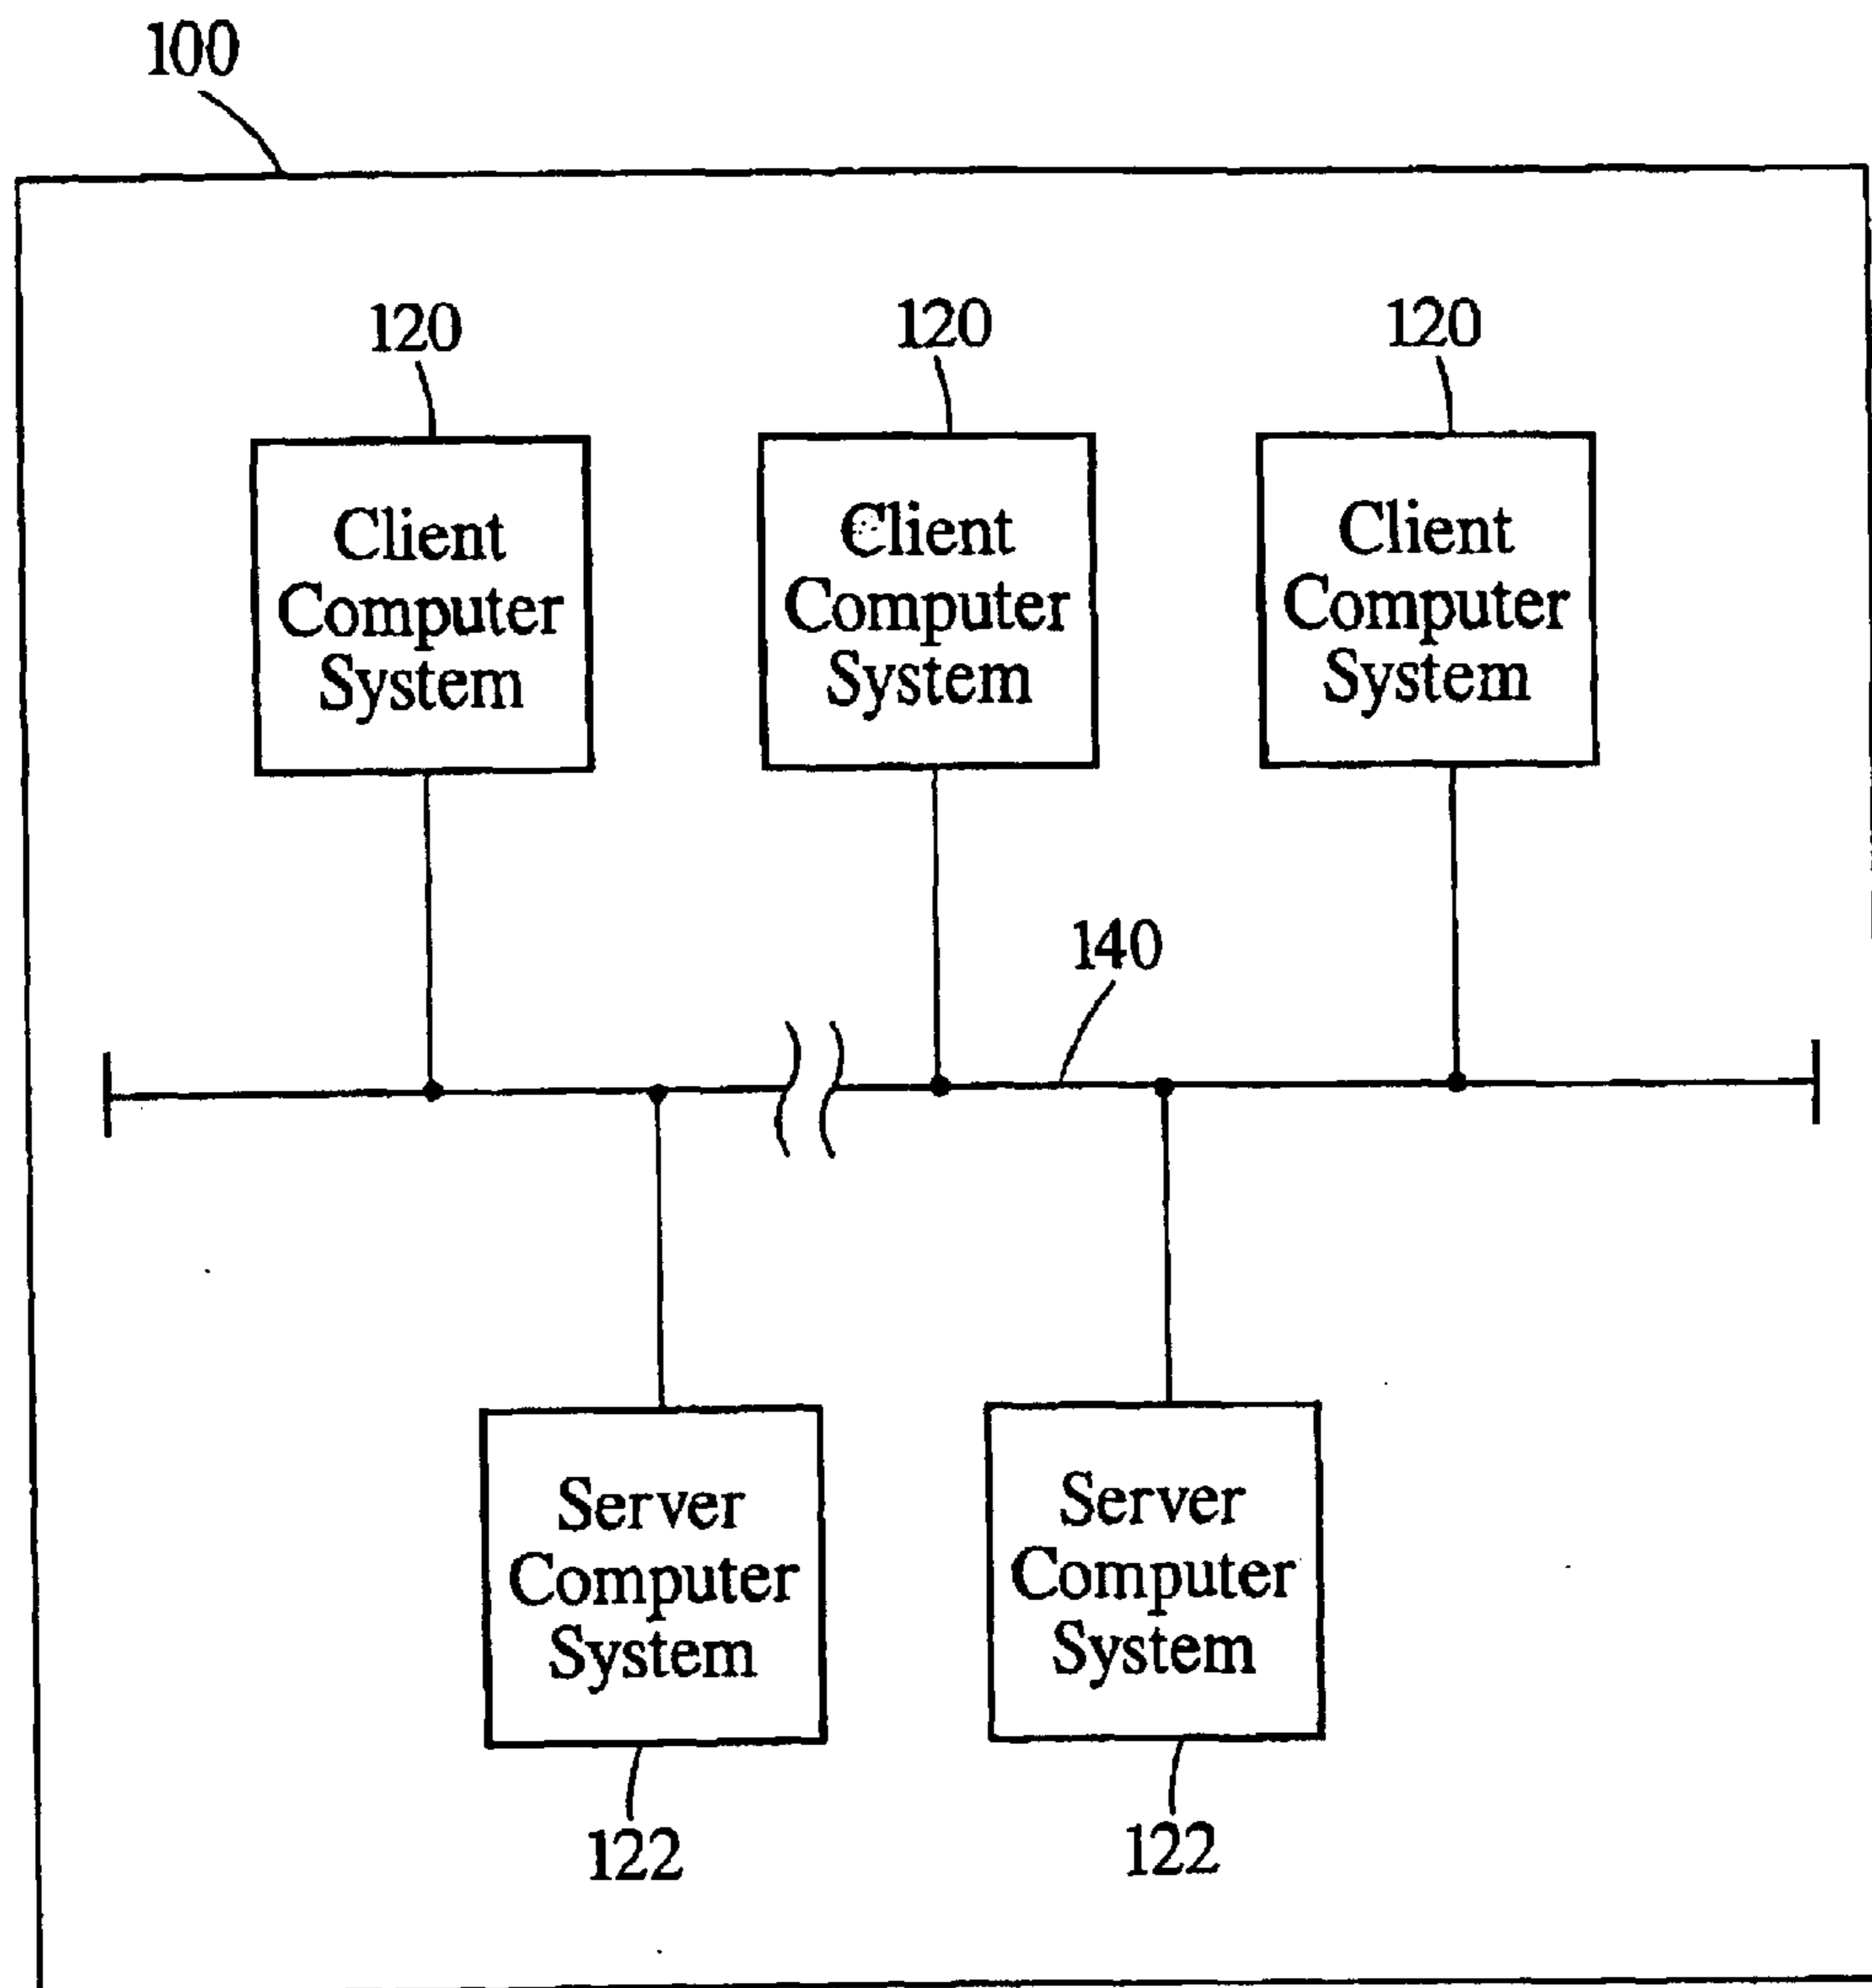 100
120
120
120
Client
Computer
System
Client
Computer
System
Client
Computer
System
140
Server
Computer
System
Server
Computer
System
122
122